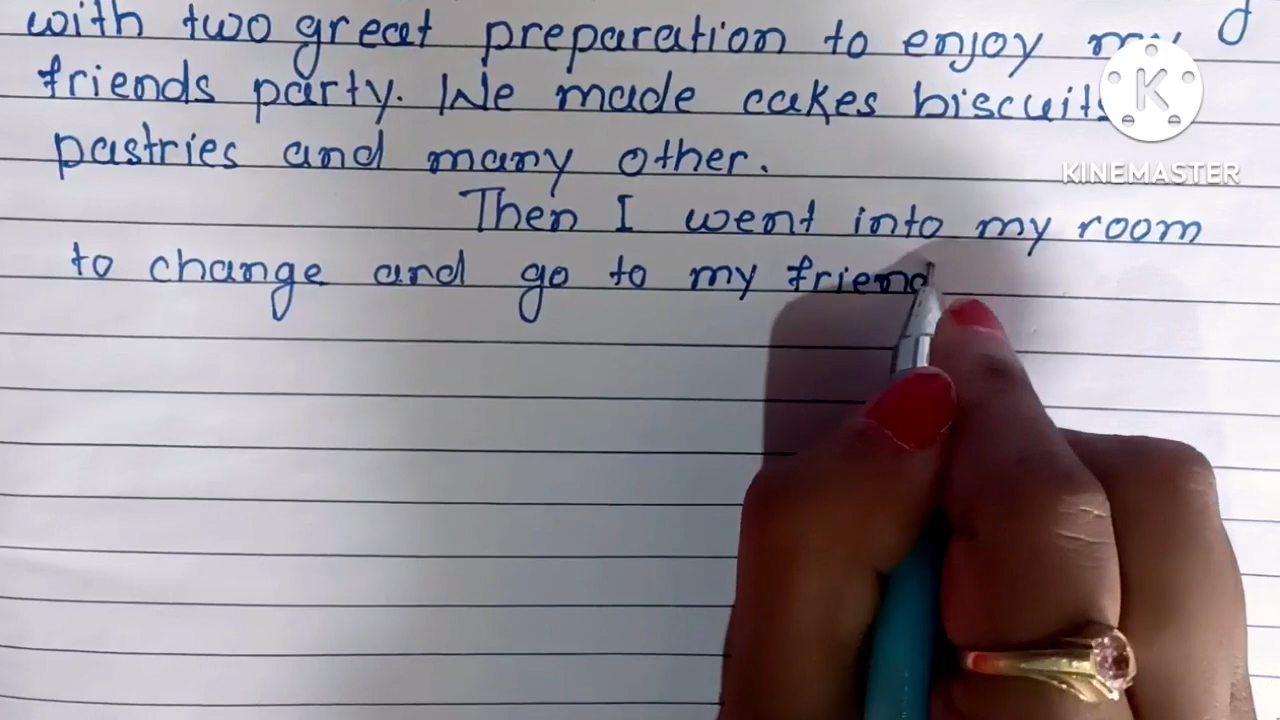 with two great preparation to enjoy my
friends party. We made cakes biscuits
pastries and many other.
Then I went into my room
to change and go to my friend
K
KINEMASTER